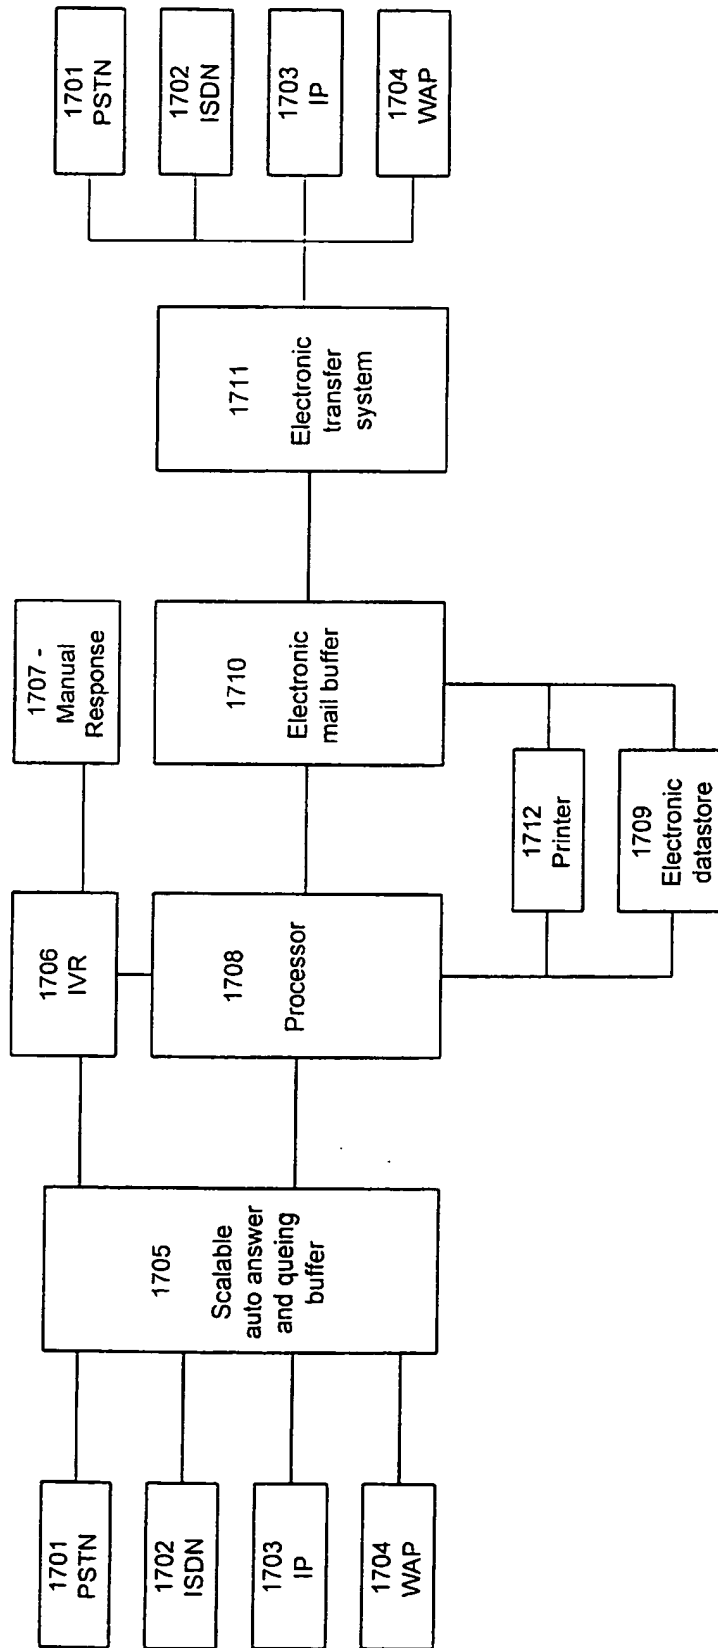 1701
PSTN
1702
ISDN
1703
IP
1704
WAP
1705
Scalable
auto answer
and queing
buffer
1706
IVR
1707 -
Manual
Response
1708
Processor
1710
Electronic
mail buffer
1712
Printer
1709
Electronic
datastore
1711
Electronic
transfer
system
1701
PSTN
1702
ISDN
1703
IP
1704
WAP